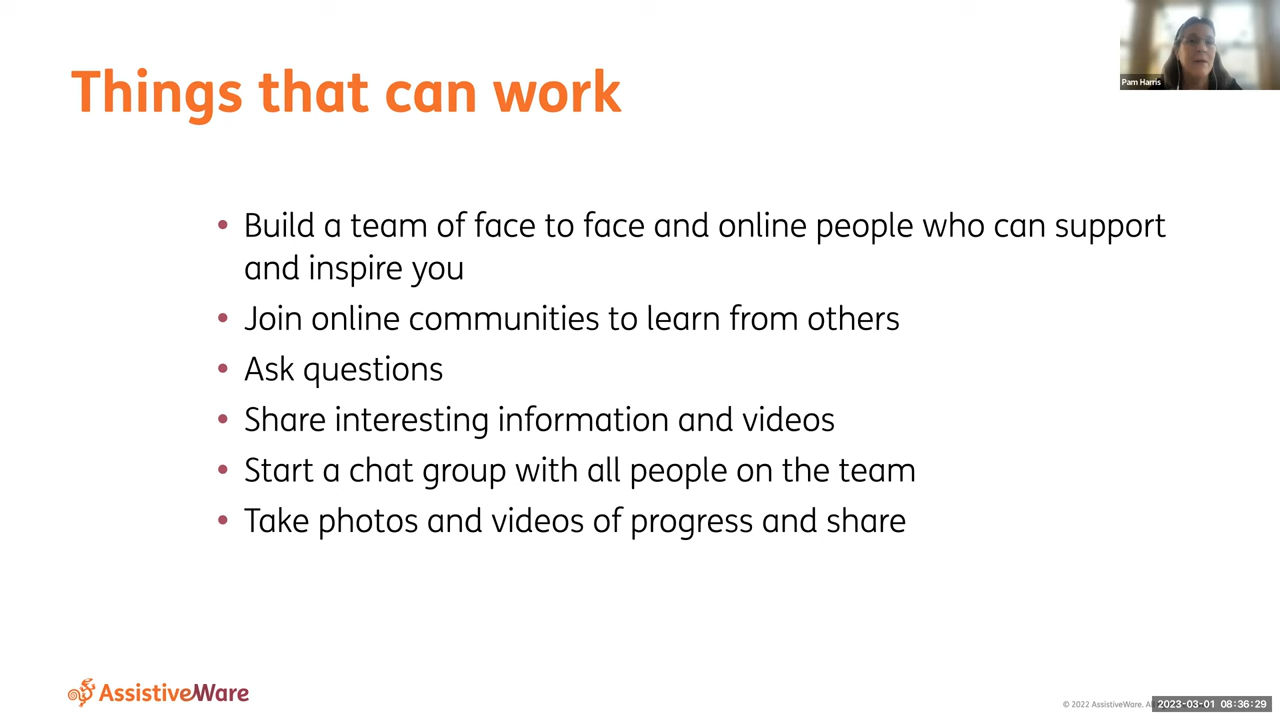 Things that can work
Pam Harris
• Build a team of face to face and online people who can support
and inspire you
• Join online communities to learn from others
• Ask questions
• Share interesting information and videos
• Start a chat group with all people on the team
• Take photos and videos of progress and share
AssistiveWare
© 2022 AssistiveWare.
2023-03-01 08:36:29